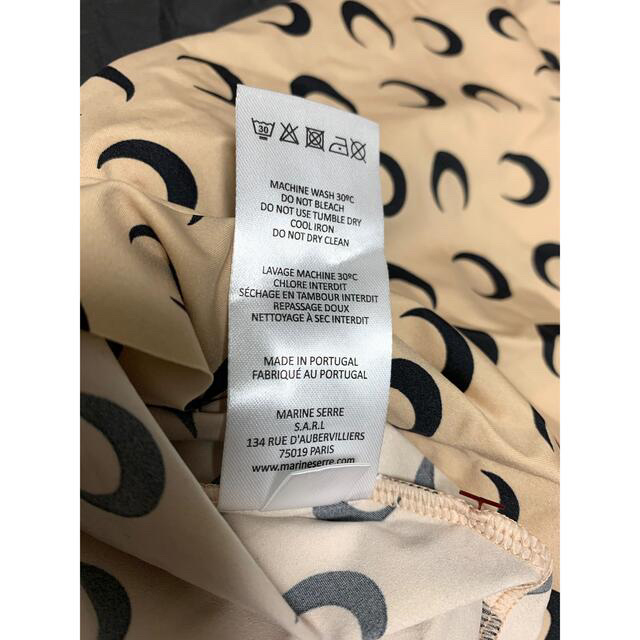 30
MACHINE WASH 30ºC
DO NOT BLEACH
DO NOT USE TUMBLE DRY
COOL IRON
DO NOT DRY CLEAN
LAVAGE MACHINE 30ºC
CHLORE INTERDIT
SÉCHAGE EN TAMBOUR INTERDIT
REPASSAGE DOUX
NETTOYAGE À SEC INTERDIT
MADE IN PORTUGAL
FABRIQUÉ AU PORTUGAL
MARINE SERRE
S.A.R.L
134 RUE D'AUBERVILLIERS
75019 PARIS
www.marineserre.com